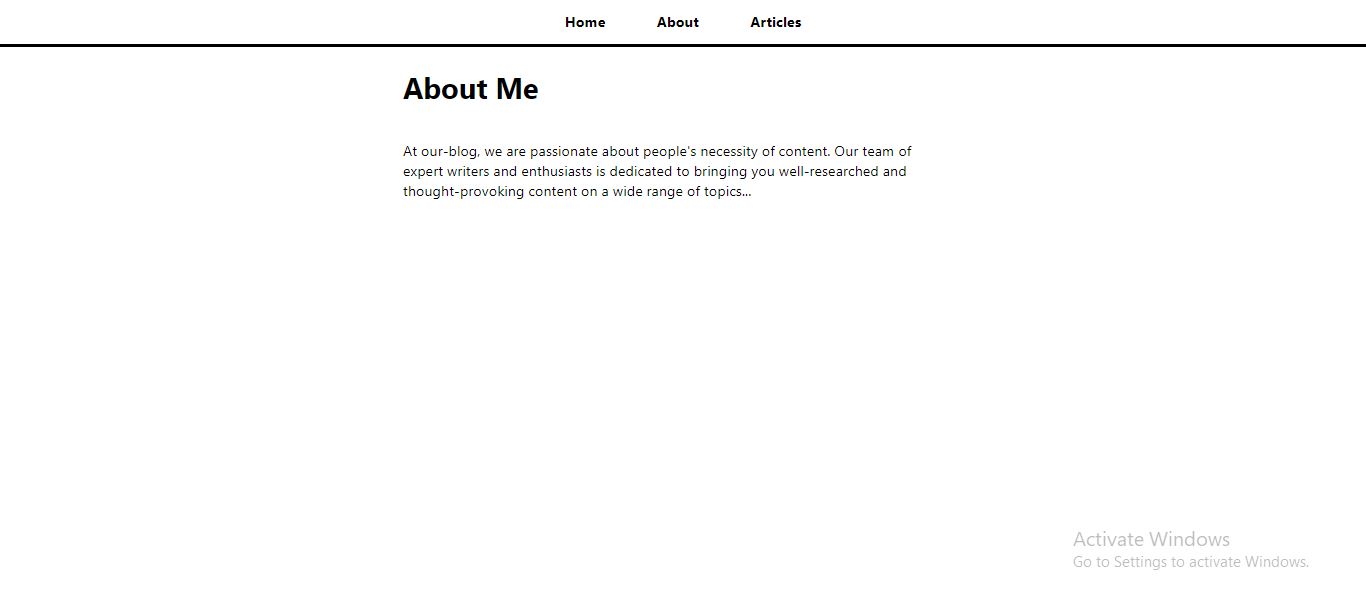 Home About Articles
About Me
At our-blog, we are passionate about people's necessity of content. Our team of
expert writers and enthusiasts is dedicated to bringing you well-researched and
thought-provoking content on a wide range of topics...
Activate Windows
Go to Settings to activate Windows.